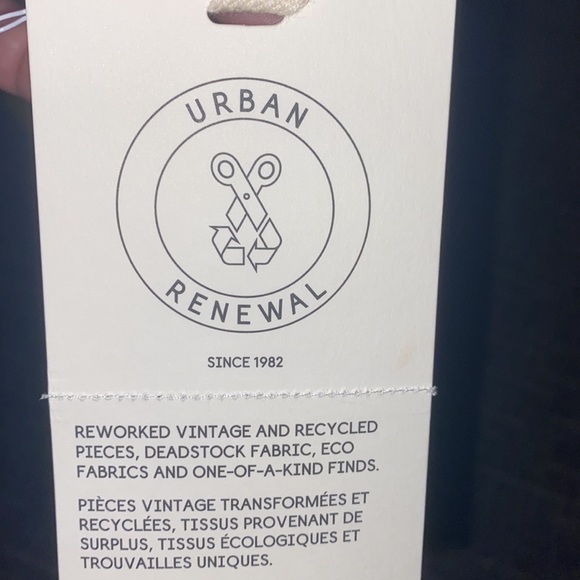 URBAN
RENEWAL
SINCE 1982
REWORKED VINTAGE AND RECYCLED
PIECES, DEADSTOCK FABRIC, ECO
FABRICS AND ONE-OF-A-KIND FINDS.
PIÈCES VINTAGE TRANSFORMÉES ET
RECYCLÉES, TISSUS PROVENANT DE
SURPLUS, TISSUS ÉCOLOGIQUES ET
TROUVAILLES UNIQUES.